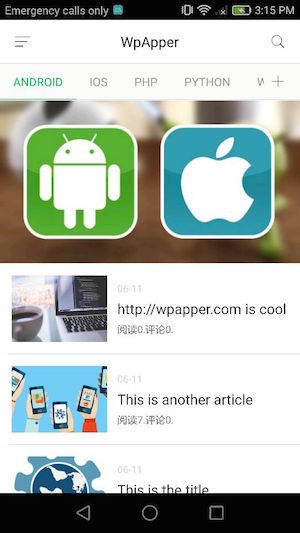 Emergency calls only
3:15 PM
WpApper
ANDROID
IOS
PHP
PYTHON
06-11
http://wpapper.com is cool
阅读0.评论0.
06-11
This is another article
阅读7.评论0.
06-11
This is the title